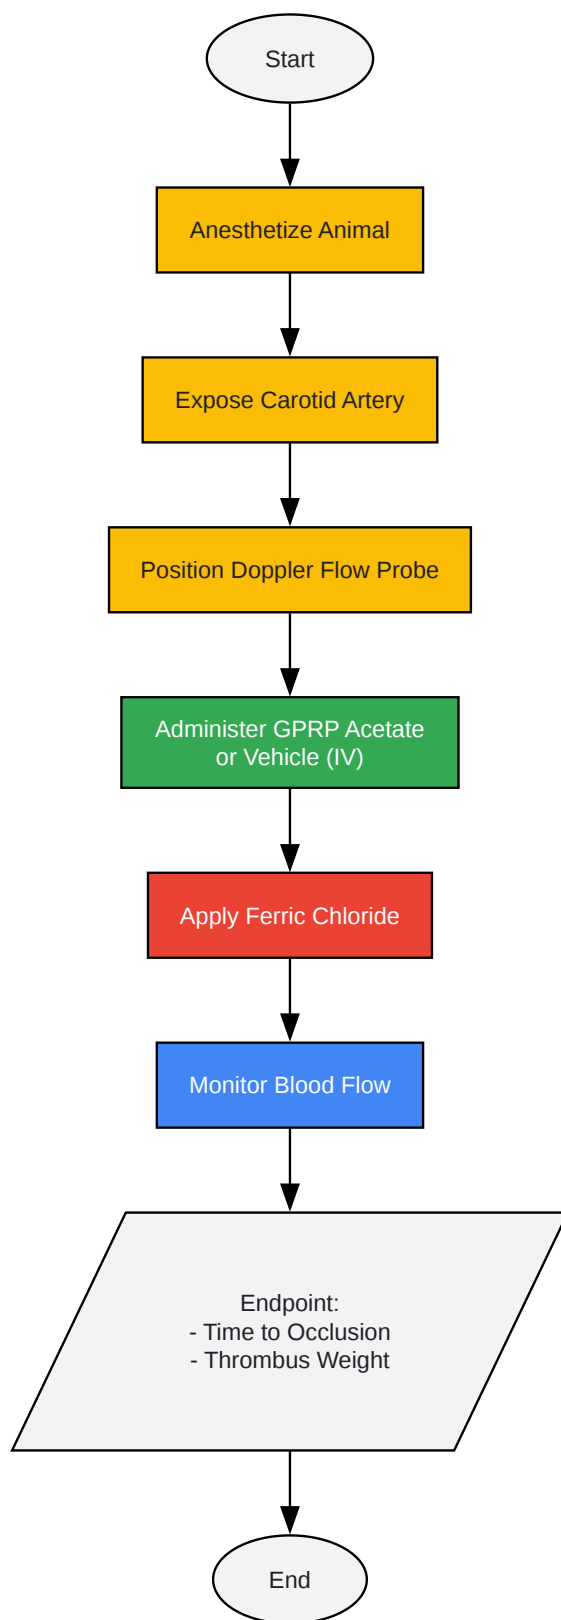 Start
Anesthetize Animal
Expose Carotid Artery
Position Doppler Flow Probe
Administer GPRP Acetate
or Vehicle (IV)
Apply Ferric Chloride
Monitor Blood Flow
Endpoint:
- Time to Occlusion
- Thrombus Weight
End